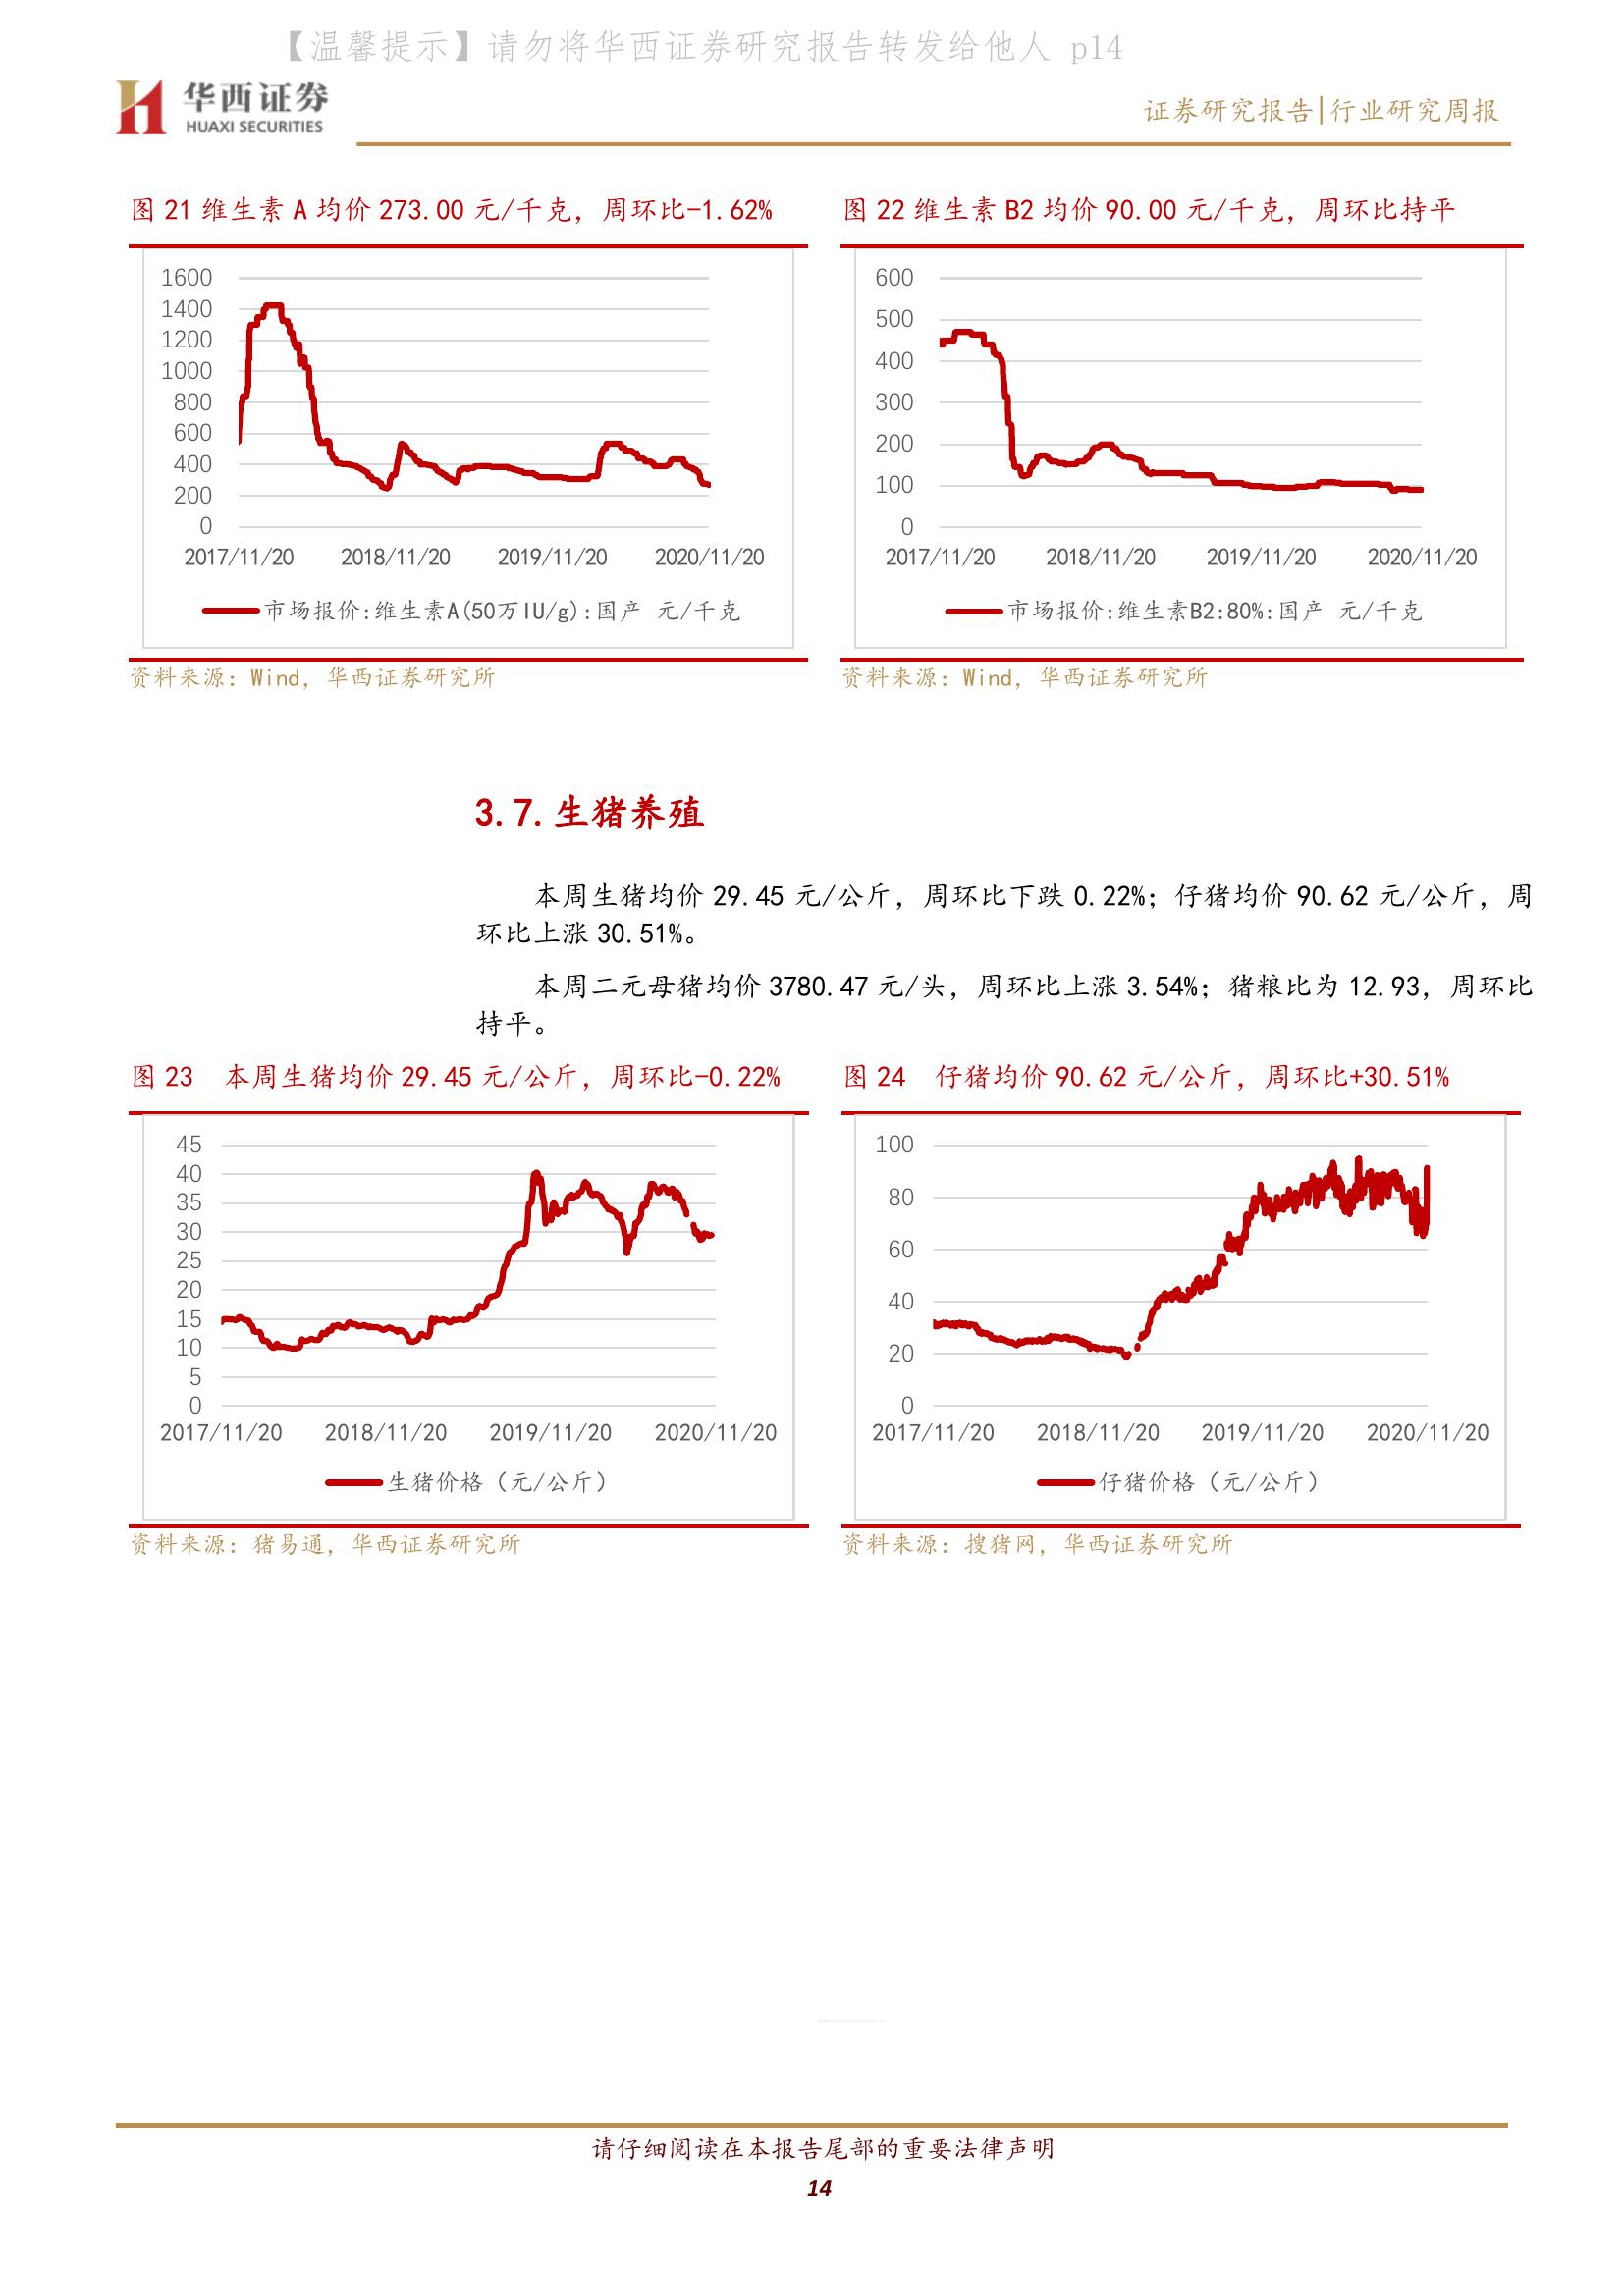 【温馨提示】请勿将华西证券研究报告转发给他人 p14
华西证券
HUAXI SECURITIES
证券研究报告|行业研究周报
图 21 维生素 A 均价 273.00 元/千克，周环比-1.62%
1600
1400
1200
1000
800
600
400
200
0
2017/11/20 2018/11/20 2019/11/20 2020/11/20
市场报价:维生素A(50万IU/g):国产 元/千克
资料来源：Wind，华西证券研究所
图 22 维生素 B2 均价 90.00 元/千克，周环比持平
600
500
400
300
200
100
0
2017/11/20 2018/11/20 2019/11/20 2020/11/20
市场报价:维生素B2:80%:国产 元/千克
资料来源：Wind，华西证券研究所
3.7.生猪养殖
本周生猪均价 29.45 元/公斤，周环比下跌 0.22%；仔猪均价 90.62 元/公斤，周
环比上涨 30.51%。
本周二元母猪均价 3780.47 元/头，周环比上涨 3.54%；猪粮比为 12.93，周环比
持平。
图 23 本周生猪均价 29.45 元/公斤，周环比-0.22%
45
40
35
30
25
20
15
10
5
0
2017/11/20 2018/11/20 2019/11/20 2020/11/20
生猪价格（元/公斤）
资料来源：猪易通，华西证券研究所
图 24 仔猪均价 90.62 元/公斤，周环比+30.51%
100
80
60
40
20
0
2017/11/20 2018/11/20 2019/11/20 2020/11/20
仔猪价格（元/公斤）
资料来源：搜猪网，华西证券研究所
请仔细阅读在本报告尾部的重要法律声明
14